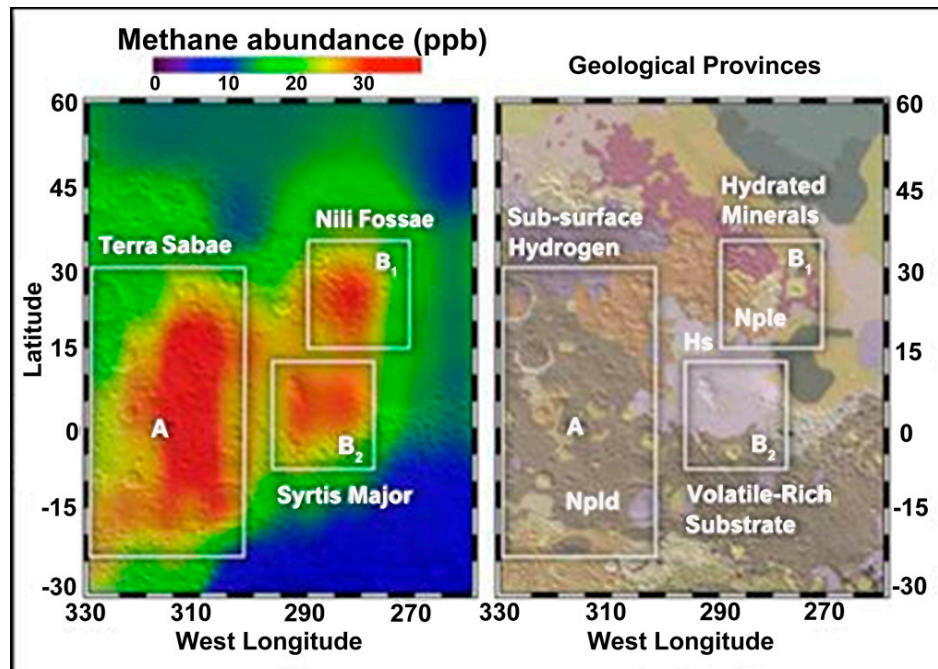 Methane abundance (ppb)
0 10 20 30
Geological Provinces
60
45
30
15
0
-15
-30
Latitude
330 310 290 270
West Longitude
Terra Sabae
Nili Fossae
B1
A
B2
Syrtis Major
Sub-surface
Hydrogen
Hydrated
Minerals
B1
Nple
Hs
A
B2
Npld
Volatile-Rich
Substrate
60
45
30
15
0
-15
-30
330 310 290 270
West Longitude